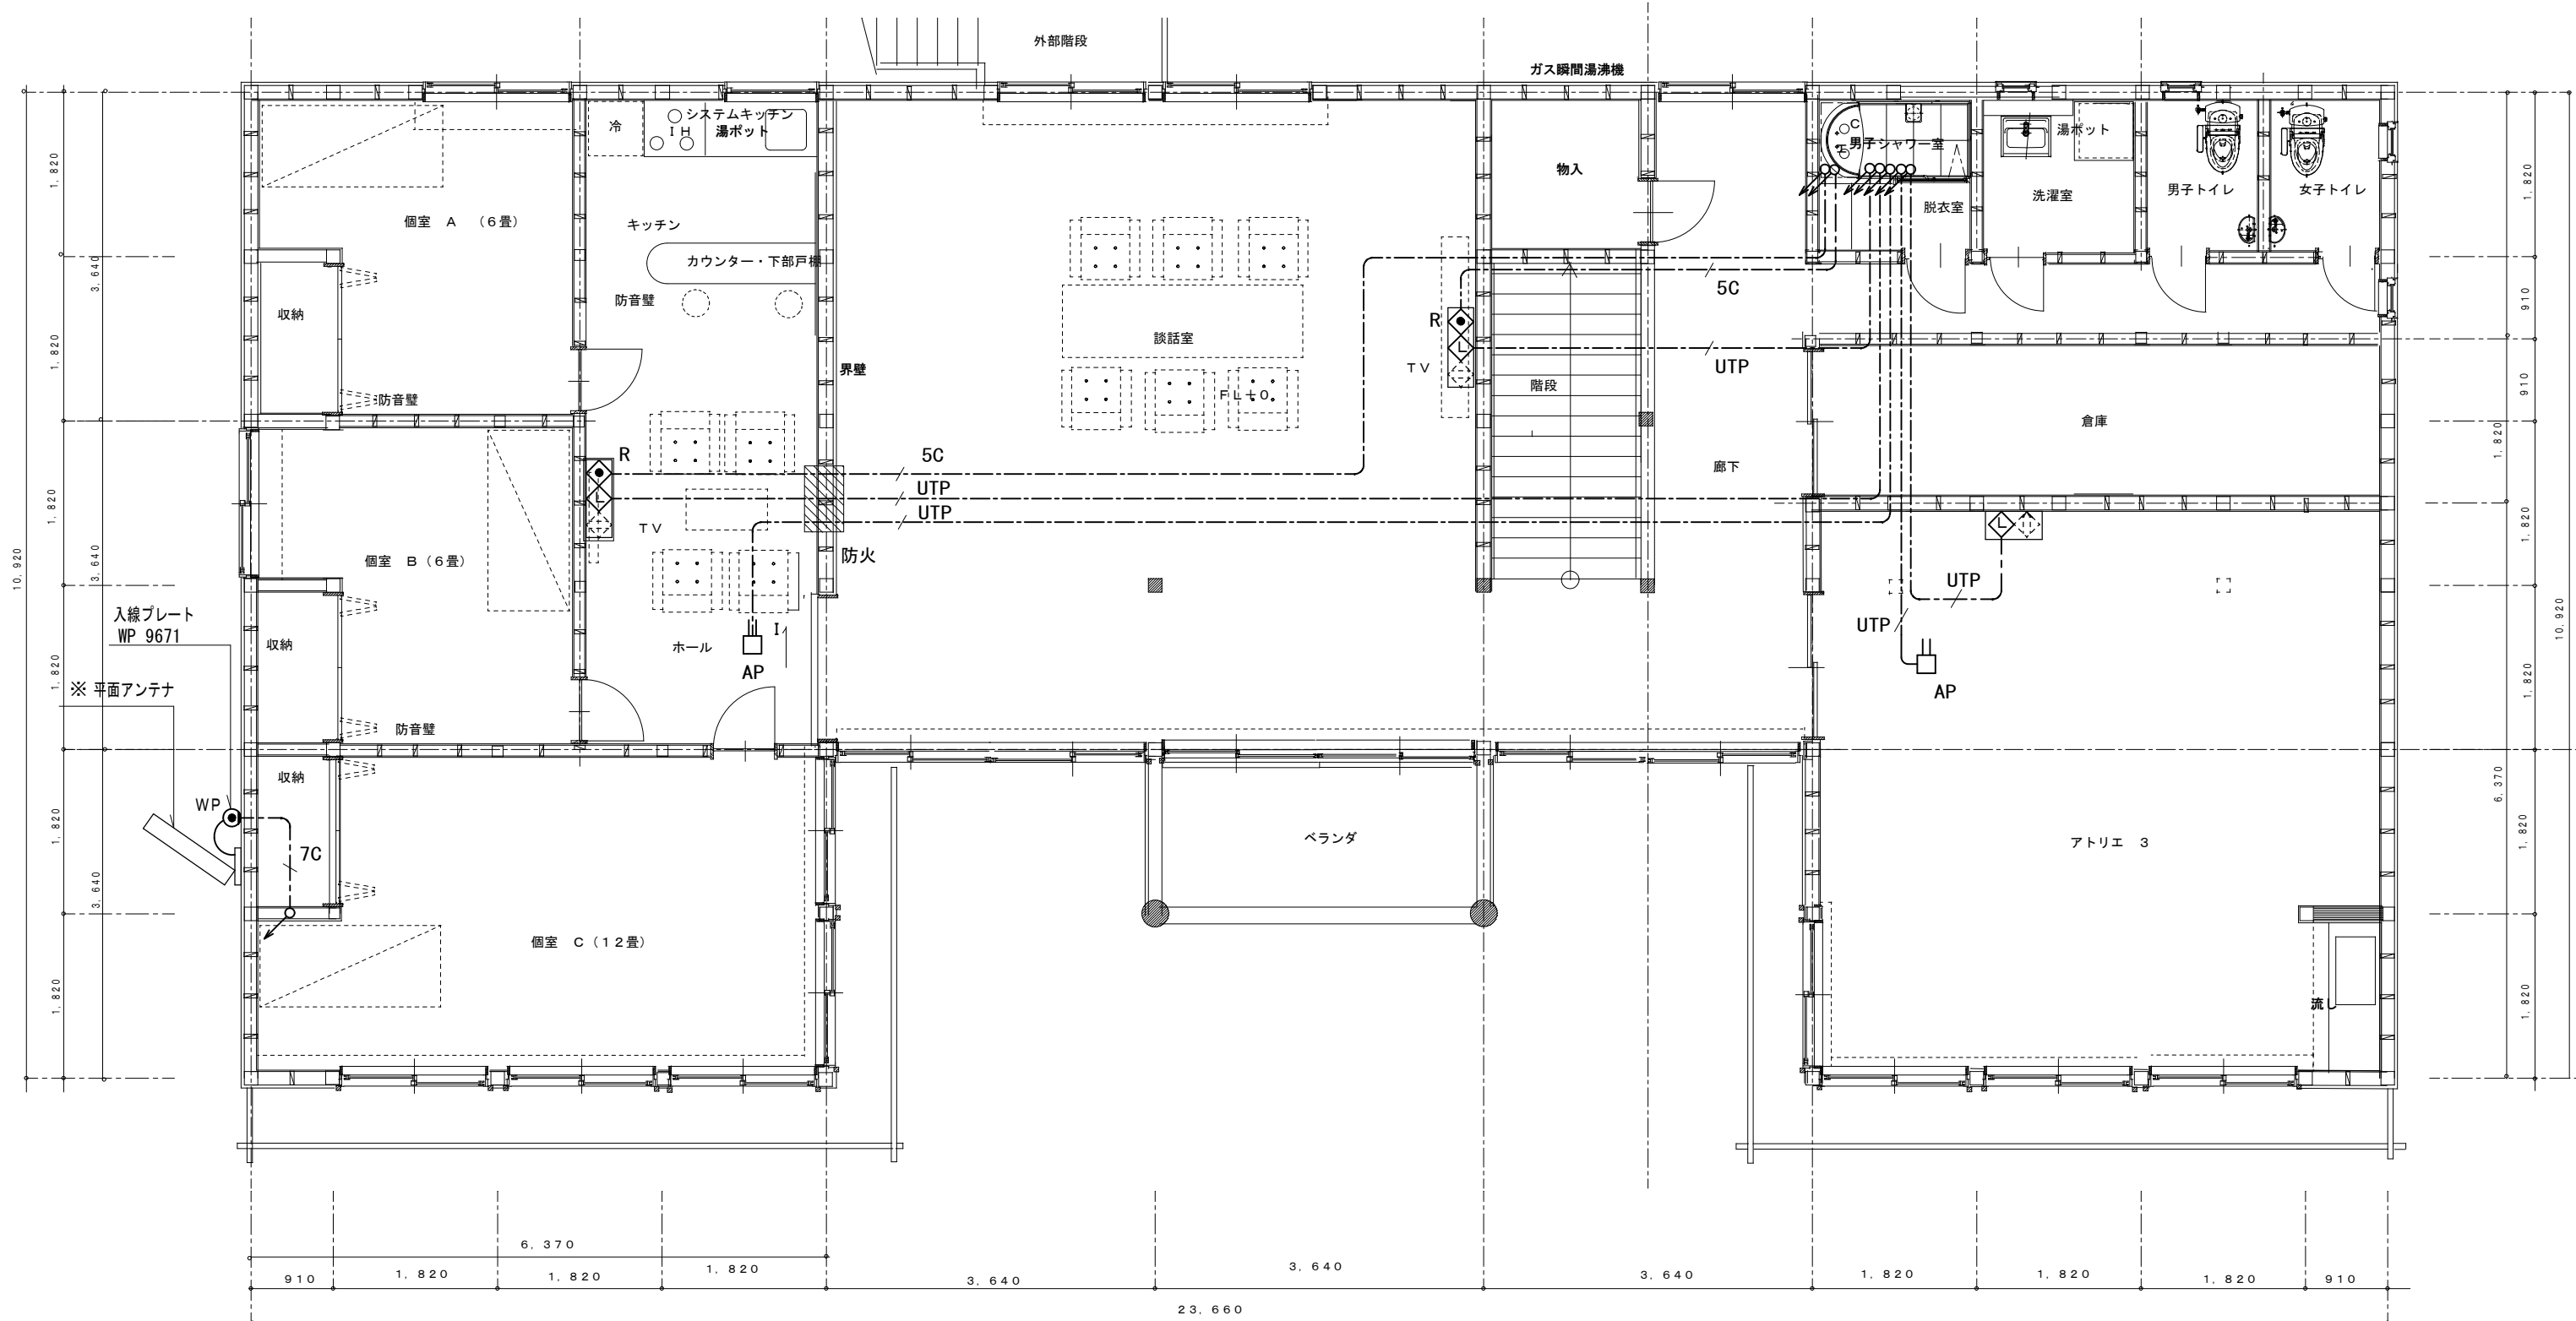 外部階段
ガス瞬間湯沸機
冷
システムキッチン
ＩＨ 湯ポット
Ｃ
男子シャワー室
湯ポット
物入
脱衣室
洗濯室
男子トイレ
女子トイレ
個室 Ａ （６畳）
キッチン
カウンター・下部戸棚
防音璧
収納
談話室
5C
R
ＴＶ
UTP
界壁
階段
ＦＬ＋０
防音璧
倉庫
廊下
R
5C
UTP
UTP
ＴＶ
防火
個室 Ｂ（６畳）
UTP
UTP
入線プレート
WP 9671
収納
ホール
AP
AP
※ 平面アンテナ
防音璧
収納
WP
7C
ベランダ
アトリエ ３
個室 Ｃ（１２畳）
流し
10,920
1,820
1,820
1,820
1,820
1,820
1,820
3,640
3,640
3,640
1,820
910
910
1,820
1,820
1,820
1,820
1,820
6,370
10,920
6,370
910
1,820
1,820
1,820
3,640
3,640
3,640
1,820
1,820
1,820
910
23,660